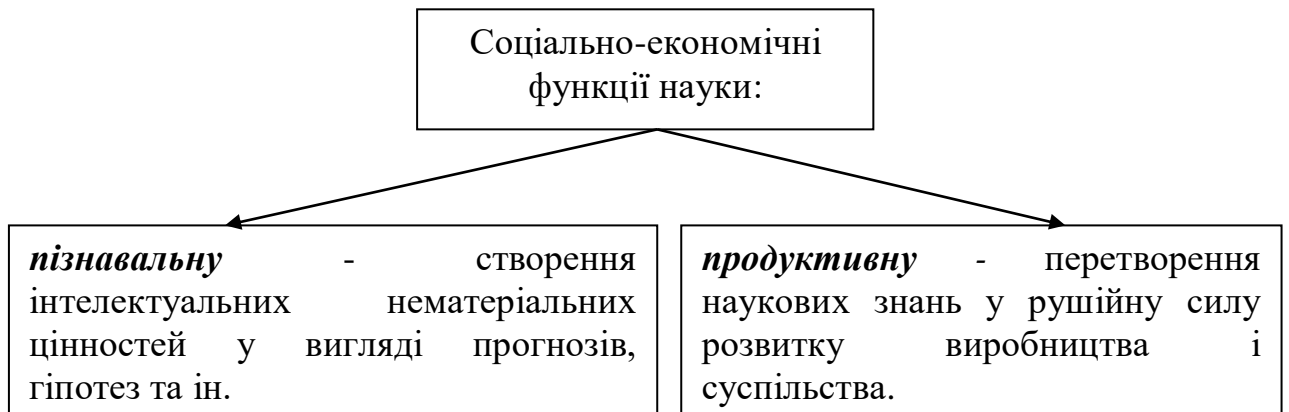 Соціально-економічні
функції науки:
пізнавальну - створення
інтелектуальних нематеріальних
цінностей у вигляді прогнозів,
гіпотез та ін.
продуктивну - перетворення
наукових знань у рушійну силу
розвитку виробництва і
суспільства.